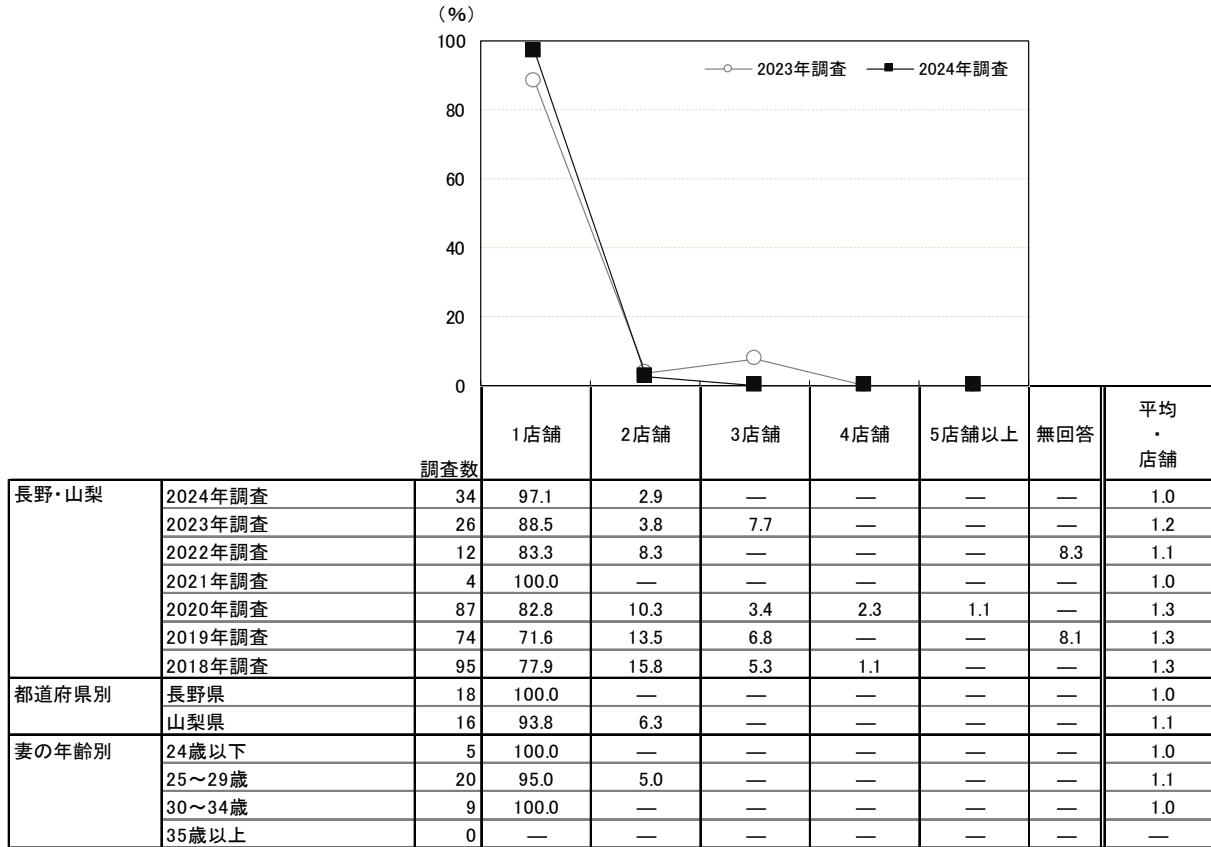 （%）
100
80
60
40
20
0
2023年調査 2024年調査
調査数 1店舗 2店舗 3店舗 4店舗 5店舗以上 無回答 平均・店舗
長野・山梨 2024年調査 34 97.1 2.9 — — — — 1.0
2023年調査 26 88.5 3.8 7.7 — — — 1.2
2022年調査 12 83.3 8.3 — — — 8.3 1.1
2021年調査 4 100.0 — — — — — 1.0
2020年調査 87 82.8 10.3 3.4 2.3 1.1 — 1.3
2019年調査 74 71.6 13.5 6.8 — — 8.1 1.3
2018年調査 95 77.9 15.8 5.3 1.1 — — 1.3
都道府県別 長野県 18 100.0 — — — — — 1.0
山梨県 16 93.8 6.3 — — — — 1.1
妻の年齢別 24歳以下 5 100.0 — — — — — 1.0
25～29歳 20 95.0 5.0 — — — — 1.1
30～34歳 9 100.0 — — — — — 1.0
35歳以上 0 — — — — — — —